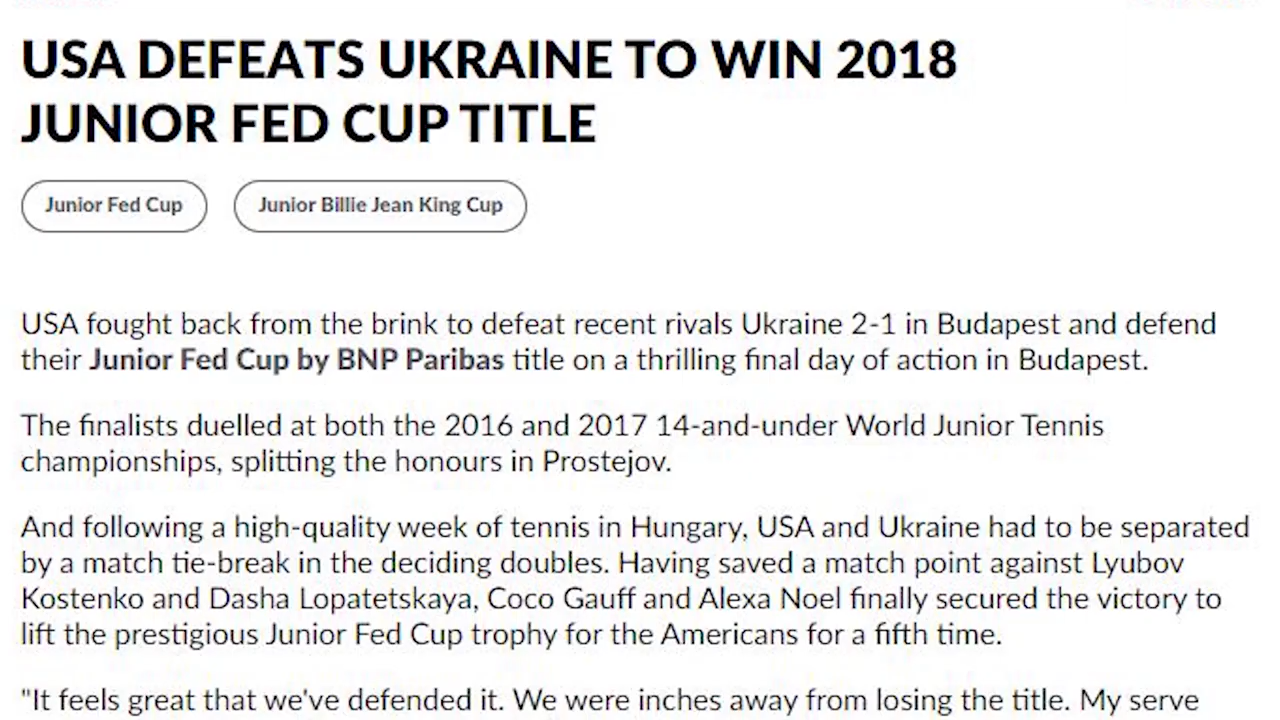 USA DEFEATS UKRAINE TO WIN 2018
JUNIOR FED CUP TITLE
Junior Fed Cup
Junior Billie Jean King Cup
USA fought back from the brink to defeat recent rivals Ukraine 2-1 in Budapest and defend
their Junior Fed Cup by BNP Paribas title on a thrilling final day of action in Budapest.
The finalists duelled at both the 2016 and 2017 14-and-under World Junior Tennis
championships, splitting the honours in Prostejov.
And following a high-quality week of tennis in Hungary, USA and Ukraine had to be separated
by a match tie-break in the deciding doubles. Having saved a match point against Lyubov
Kostenko and Dasha Lopatetskaya, Coco Gauff and Alexa Noel finally secured the victory to
lift the prestigious Junior Fed Cup trophy for the Americans for a fifth time.
"It feels great that we've defended it. We were inches away from losing the title. My serve